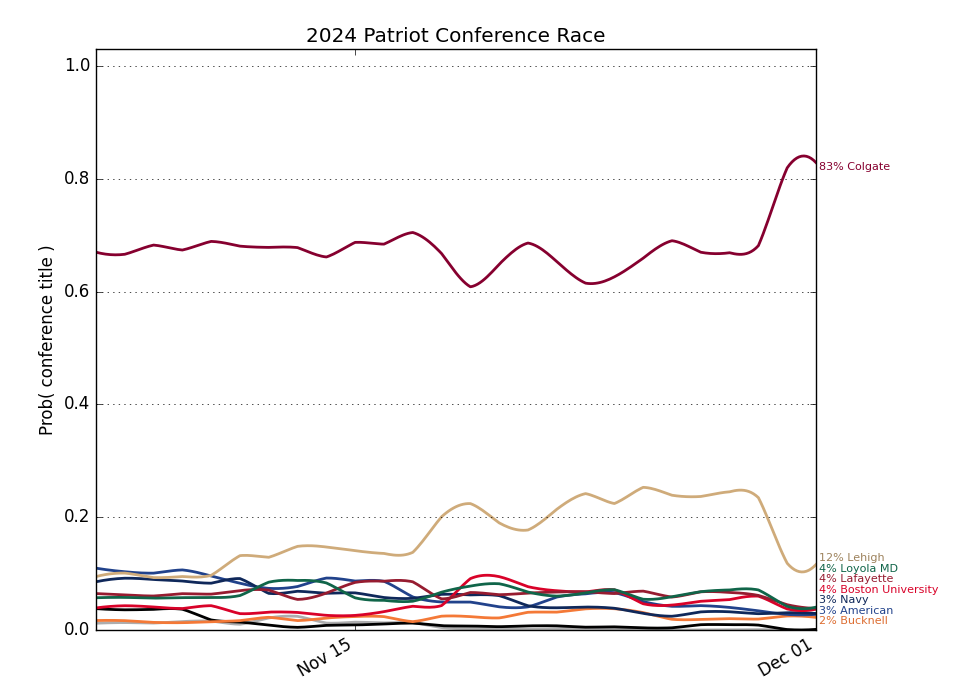 2024 Patriot Conference Race
Prob( conference title )
1.0
0.8
0.6
0.4
0.2
0.0
Nov 15
Dec 01
83% Colgate
12% Lehigh
4% Loyola MD
4% Lafayette
4% Boston University
3% Navy
3% American
2% Bucknell